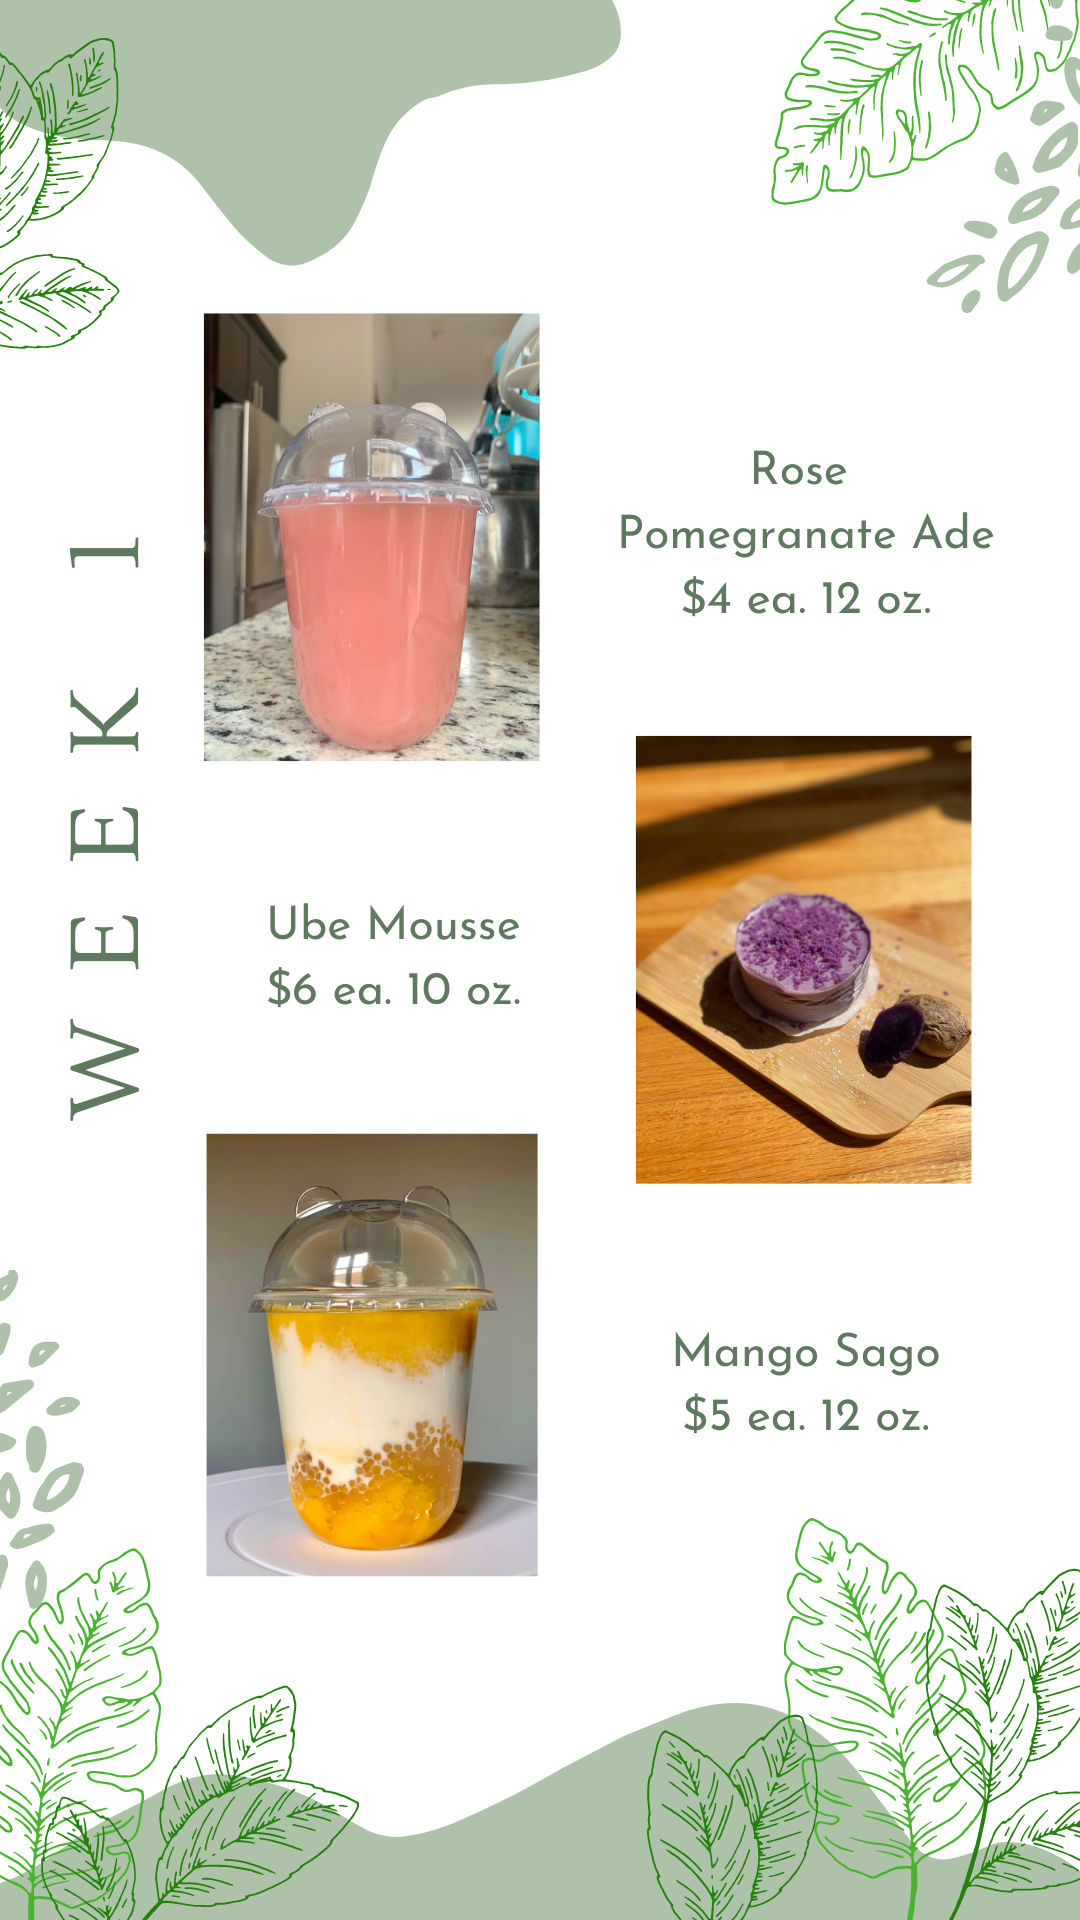 WEEK 1
Rose
Pomegranate Ade
$4 ea. 12 oz.
Ube Mousse
$6 ea. 10 oz.
Mango Sago
$5 ea. 12 oz.